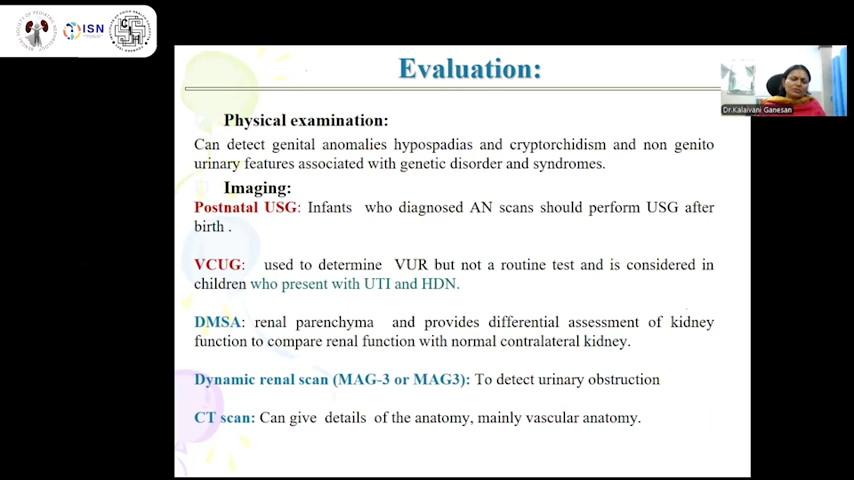 ISN
Evaluation:
Dr.Kalaivani Ganesan
Physical examination:
Can detect genital anomalies hypospadias and cryptorchidism and non genito
urinary features associated with genetic disorder and syndromes.
Imaging:
Postnatal USG: Infants who diagnosed AN scans should perform USG after
birth .
VCUG: used to determine VUR but not a routine test and is considered in
children who present with UTI and HDN.
DMSA: renal parenchyma and provides differential assessment of kidney
function to compare renal function with normal contralateral kidney.
Dynamic renal scan (MAG-3 or MAG3): To detect urinary obstruction
CT scan: Can give details of the anatomy, mainly vascular anatomy.